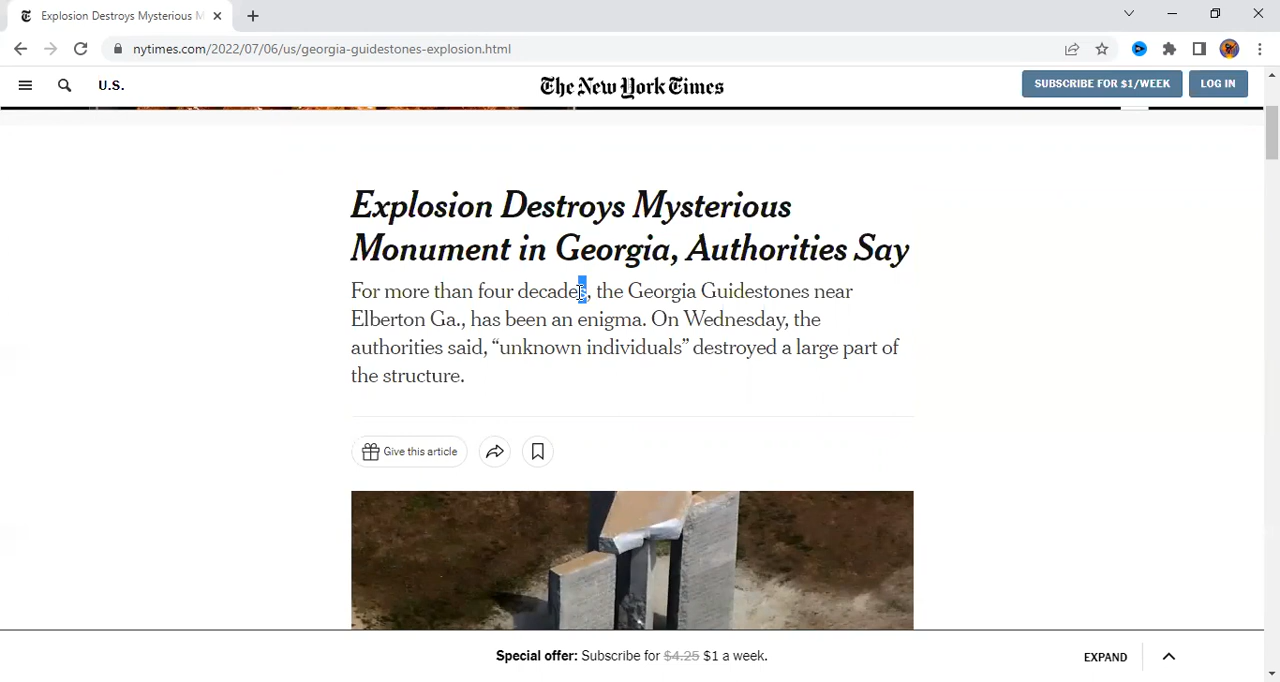 Explosion Destroys Mysterious M
nytimes.com/2022/07/06/us/georgia-guidestones-explosion.html
U.S.
The New York Times
SUBSCRIBE FOR $1/WEEK
LOG IN
Explosion Destroys Mysterious
Monument in Georgia, Authorities Say
For more than four decades, the Georgia Guidestones near
Elberton Ga., has been an enigma. On Wednesday, the
authorities said, “unknown individuals” destroyed a large part of
the structure.
Give this article
Special offer: Subscribe for $4.25 $1 a week.
EXPAND